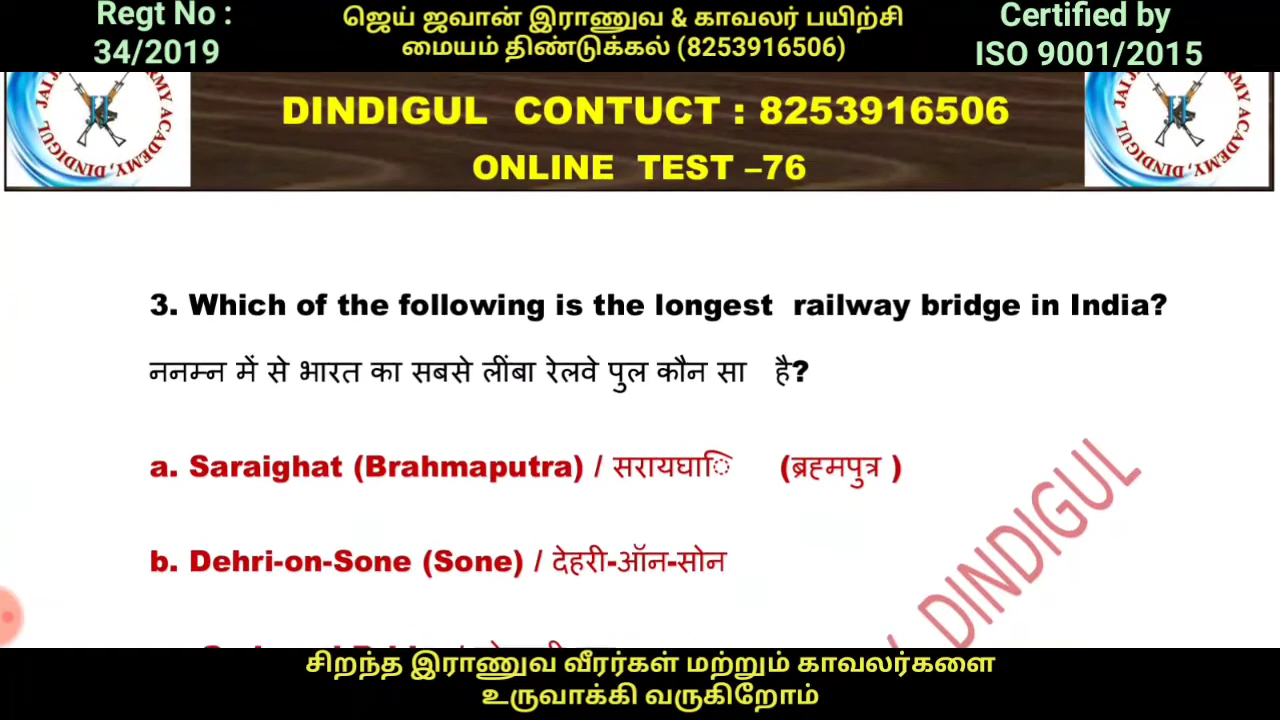 Regt No :
34/2019
ஜெய் ஜவான் இராணுவ & காவலர் பயிற்சி
மையம் திண்டுக்கல் (8253916506)
Certified by
ISO 9001/2015
DINDIGUL CONTUCT : 8253916506
ONLINE TEST –76
3. Which of the following is the longest railway bridge in India?
ननम्न में से भारत का सबसे लींबा रेलवे पुल कौन सा है?
a. Saraighat (Brahmaputra) / सरायघाि (ब्रह्मपुत्र )
b. Dehri-on-Sone (Sone) / देहरी-ऑन-सोन
DINDIGUL
சிறந்த இராணுவ வீரர்கள் மற்றும் காவலர்களை
உருவாக்கி வருகிறோம்